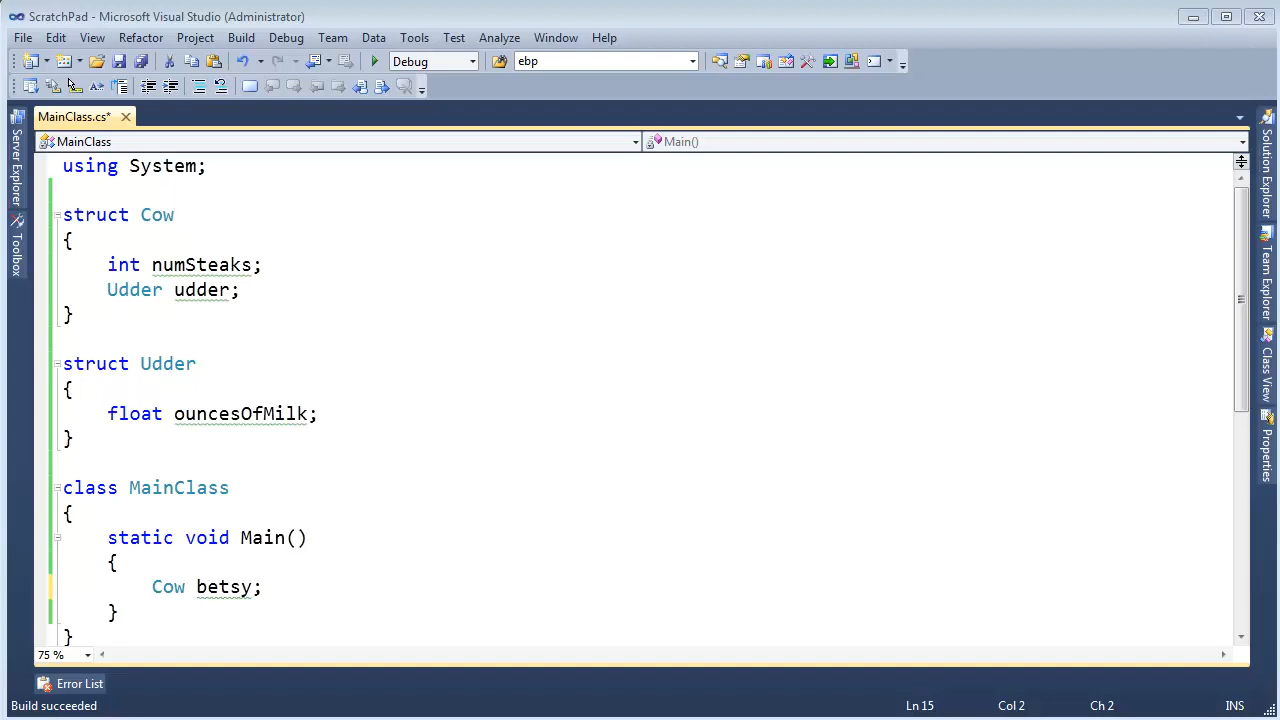 ScratchPad - Microsoft Visual Studio (Administrator)
File Edit View Refactor Project Build Debug Team Data Tools Test Analyze Window Help
Debug ebp
MainClass.cs*
MainClass Main()
Server Explorer
Toolbox
using System;
struct Cow
{
int numSteaks;
Udder udder;
}
struct Udder
{
float ouncesOfMilk;
}
class MainClass
{
static void Main()
{
Cow betsy;
}
}
Solution Explorer
Team Explorer
Class View
Properties
75 %
Error List
Build succeeded Ln 15 Col 2 Ch 2 INS